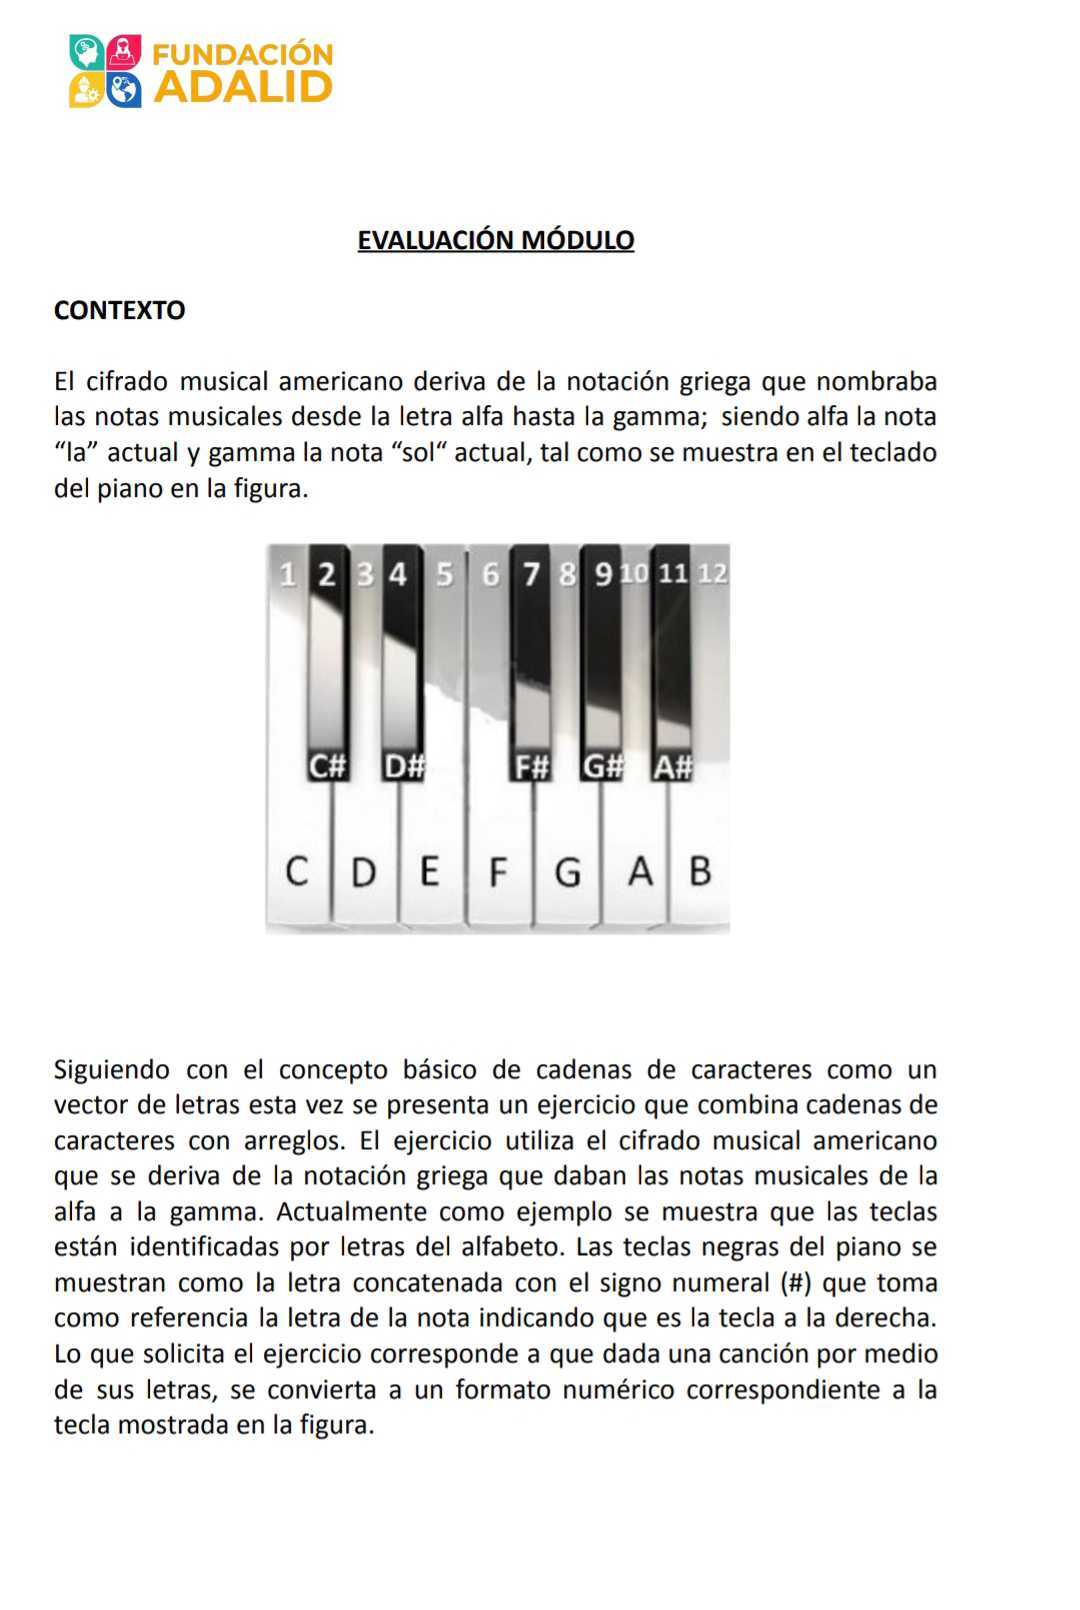 FUNDACIÓN
ADALID
EVALUACIÓN MÓDULO
CONTEXTO
El cifrado musical americano deriva de la notación griega que nombraba
las notas musicales desde la letra alfa hasta la gamma; siendo alfa la nota
“la” actual y gamma la nota “sol“ actual, tal como se muestra en el teclado
del piano en la figura.
1 2 3 4 5 6 7 8 9 10 11 12
C# D# F# G# A#
C D E F G A B
Siguiendo con el concepto básico de cadenas de caracteres como un
vector de letras esta vez se presenta un ejercicio que combina cadenas de
caracteres con arreglos. El ejercicio utiliza el cifrado musical americano
que se deriva de la notación griega que daban las notas musicales de la
alfa a la gamma. Actualmente como ejemplo se muestra que las teclas
están identificadas por letras del alfabeto. Las teclas negras del piano se
muestran como la letra concatenada con el signo numeral (#) que toma
como referencia la letra de la nota indicando que es la tecla a la derecha.
Lo que solicita el ejercicio corresponde a que dada una canción por medio
de sus letras, se convierta a un formato numérico correspondiente a la
tecla mostrada en la figura.